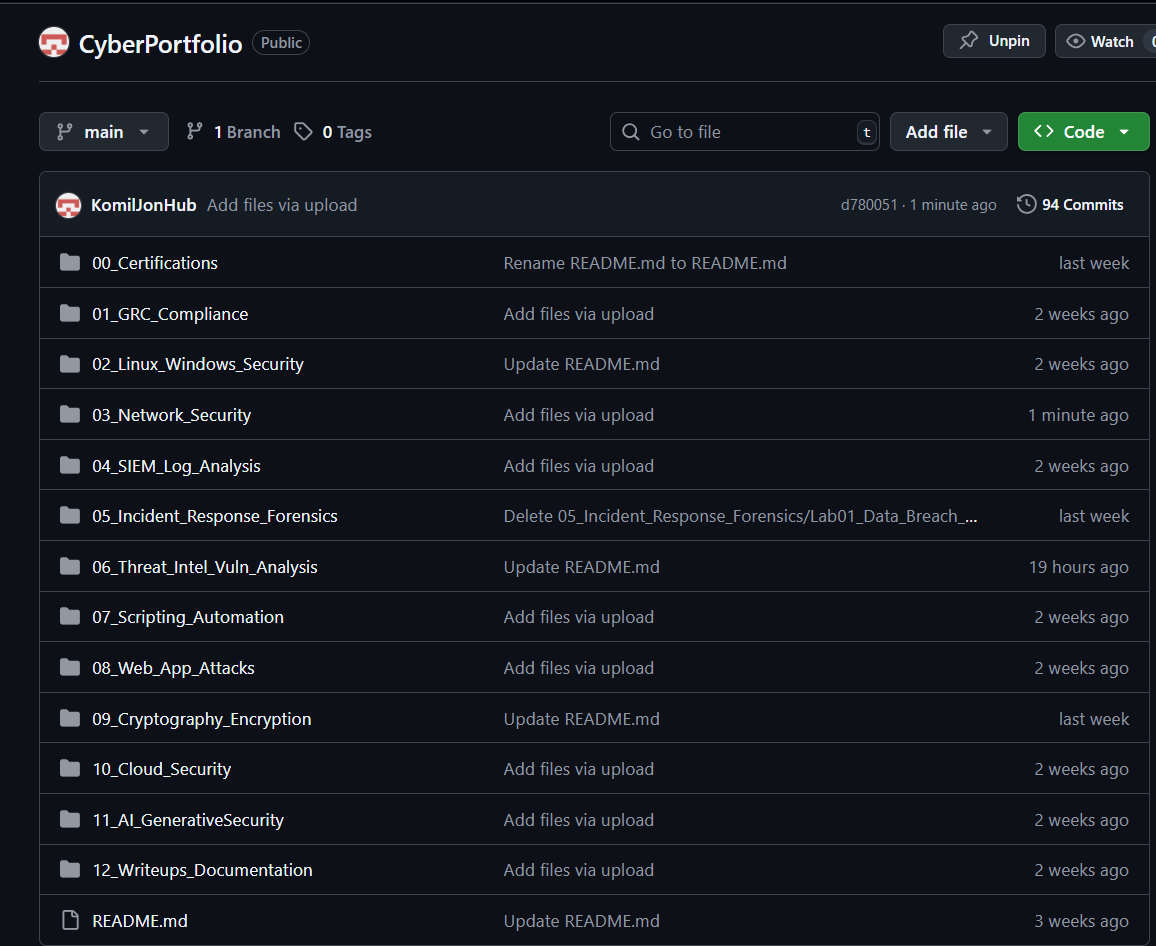 CyberPortfolio Public Unpin Watch 0
main 1 Branch 0 Tags Go to file t Add file Code
KomilJonHub Add files via upload d780051 · 1 minute ago 94 Commits
00_Certifications Rename README.md to README.md last week
01_GRC_Compliance Add files via upload 2 weeks ago
02_Linux_Windows_Security Update README.md 2 weeks ago
03_Network_Security Add files via upload 1 minute ago
04_SIEM_Log_Analysis Add files via upload 2 weeks ago
05_Incident_Response_Forensics Delete 05_Incident_Response_Forensics/Lab01_Data_Breach_... last week
06_Threat_Intel_Vuln_Analysis Update README.md 19 hours ago
07_Scripting_Automation Add files via upload 2 weeks ago
08_Web_App_Attacks Add files via upload 2 weeks ago
09_Cryptography_Encryption Update README.md last week
10_Cloud_Security Add files via upload 2 weeks ago
11_AI_GenerativeSecurity Add files via upload 2 weeks ago
12_Writeups_Documentation Add files via upload 2 weeks ago
README.md Update README.md 3 weeks ago